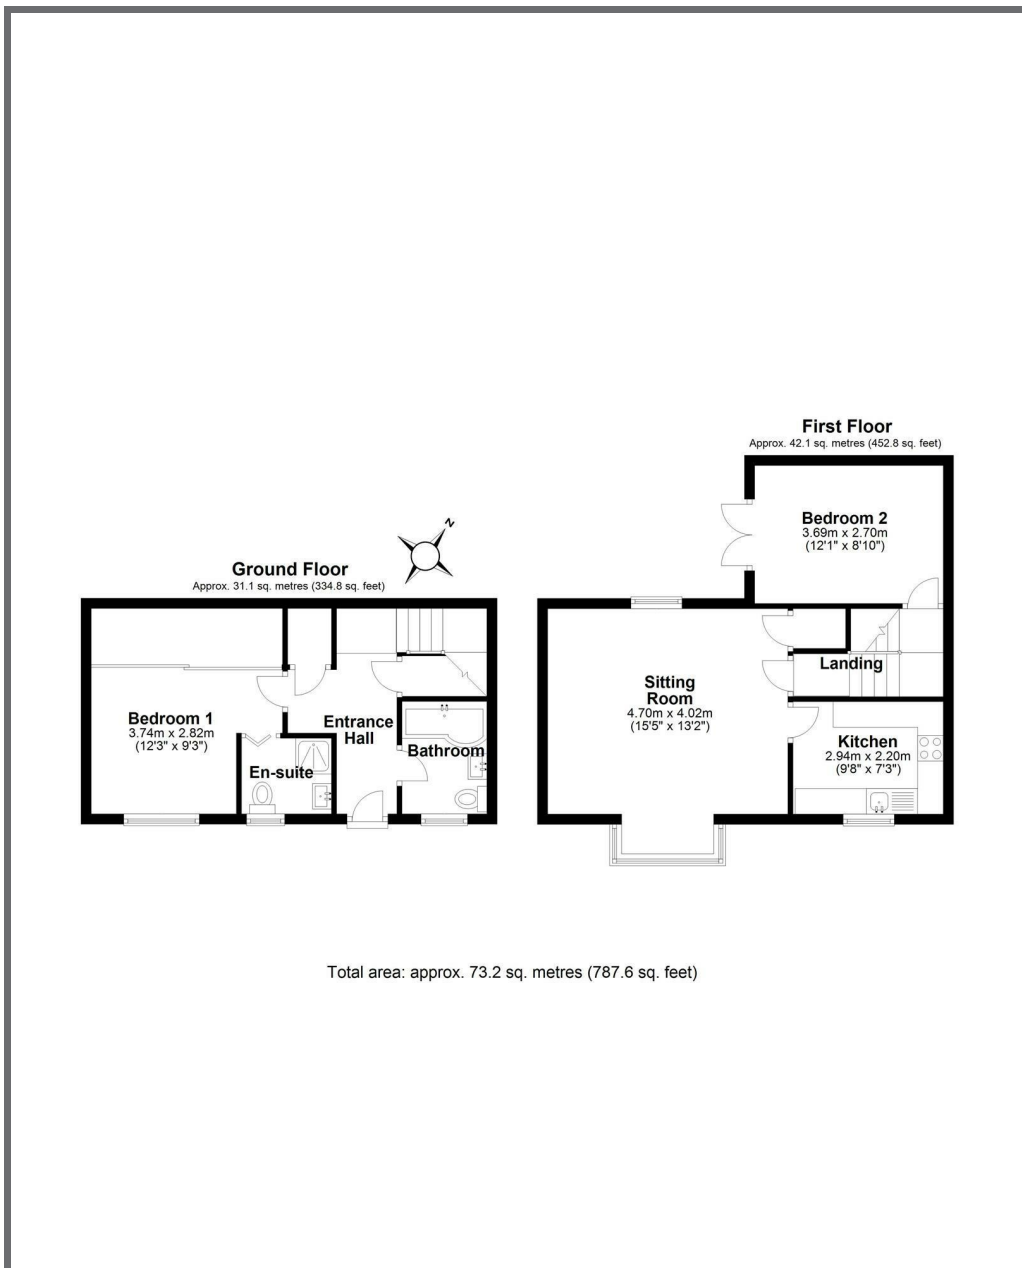 First Floor
Approx. 42.1 sq. metres (452.8 sq. feet)
Bedroom 2
3.69m x 2.70m
(12'1" x 8'10")
N
Ground Floor
Approx. 31.1 sq. metres (334.8 sq. feet)
Landing
Sitting
Room
4.70m x 4.02m
(15'5" x 13'2")
Bedroom 1
3.74m x 2.82m
(12'3" x 9'3")
Entrance
Hall
Bathroom
En-suite
Kitchen
2.94m x 2.20m
(9'8" x 7'3")
Total area: approx. 73.2 sq. metres (787.6 sq. feet)